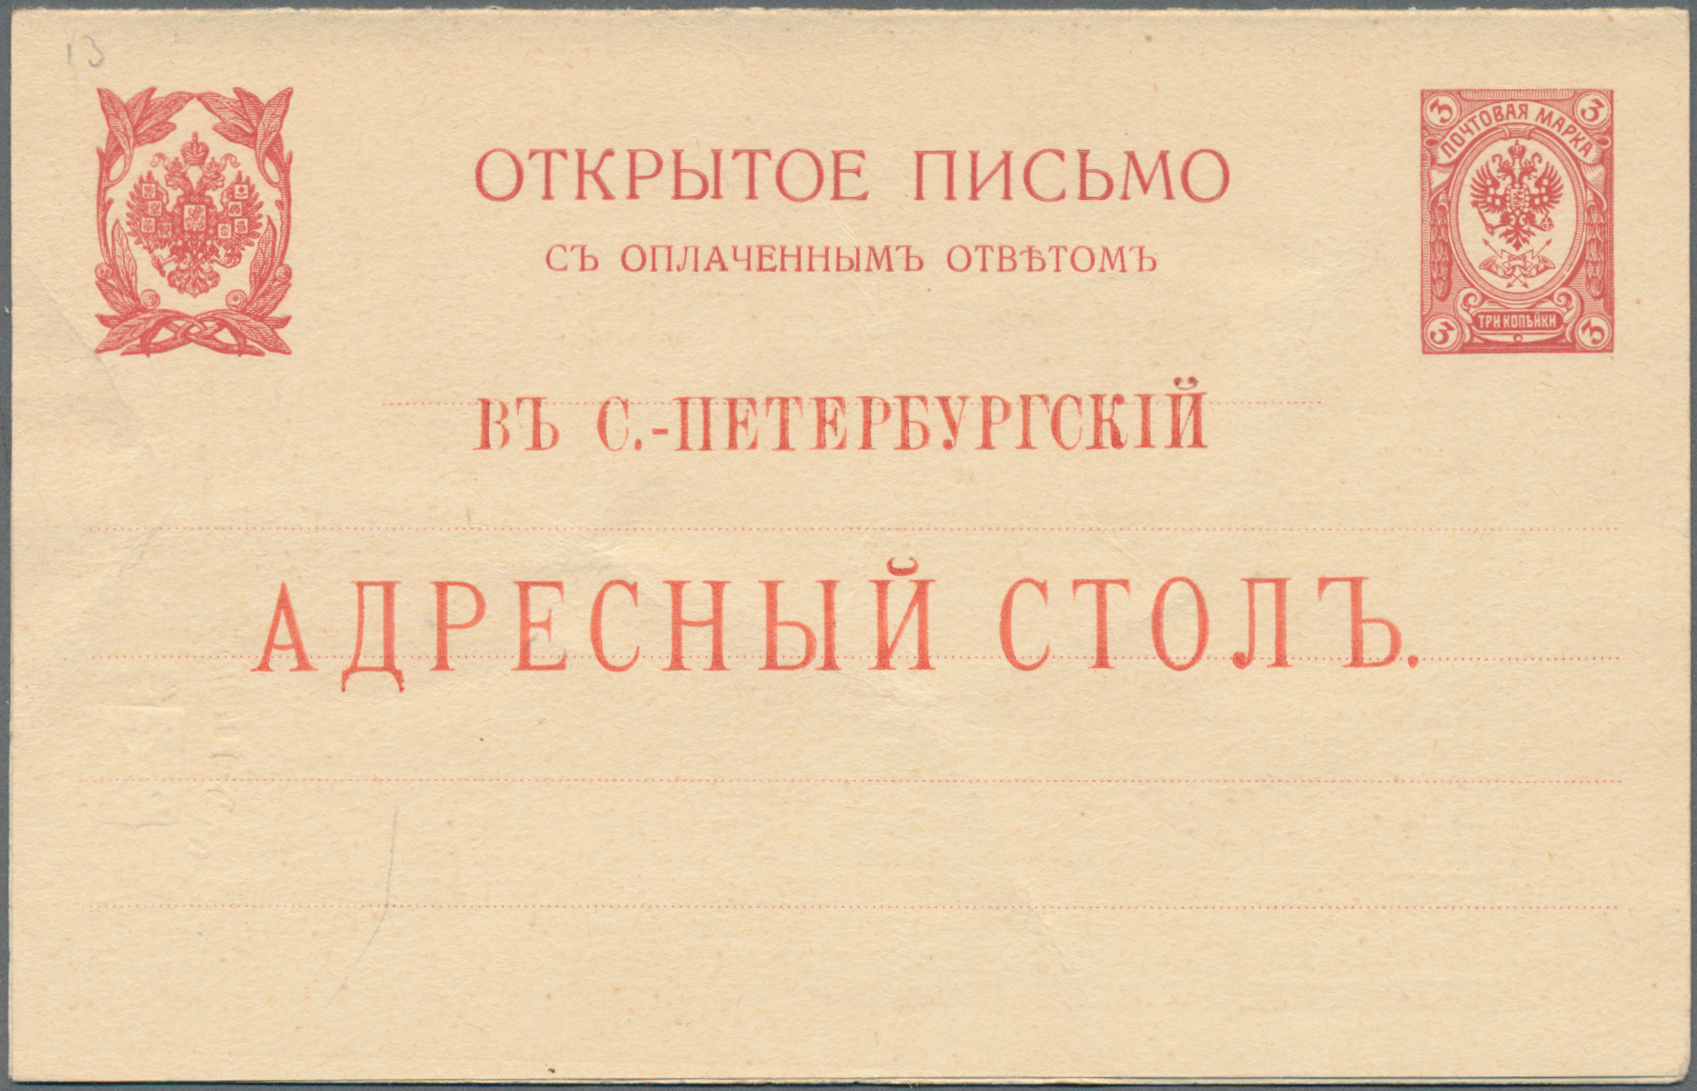 13
ОТКРЫТОЕ ПИСЬМО
СЪ ОПЛАЧЕННЫМЪ ОТВѢТОМЪ
3 3
ПОЧТОВАЯ МАРКА
ТРИ КОПѢЙКИ
3 3
ВЪ С.-ПЕТЕРБУРГСКІЙ
АДРЕСНЫЙ СТОЛЪ.